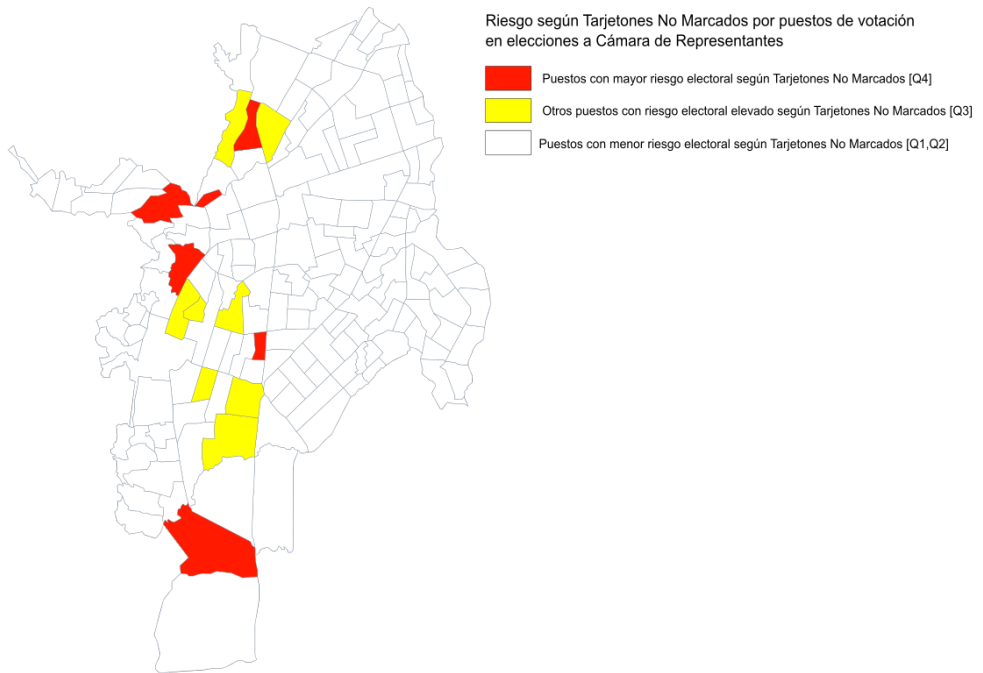 Riesgo según Tarjetones No Marcados por puestos de votación
en elecciones a Cámara de Representantes
Puestos con mayor riesgo electoral según Tarjetones No Marcados [Q4]
Otros puestos con riesgo electoral elevado según Tarjetones No Marcados [Q3]
Puestos con menor riesgo electoral según Tarjetones No Marcados [Q1,Q2]